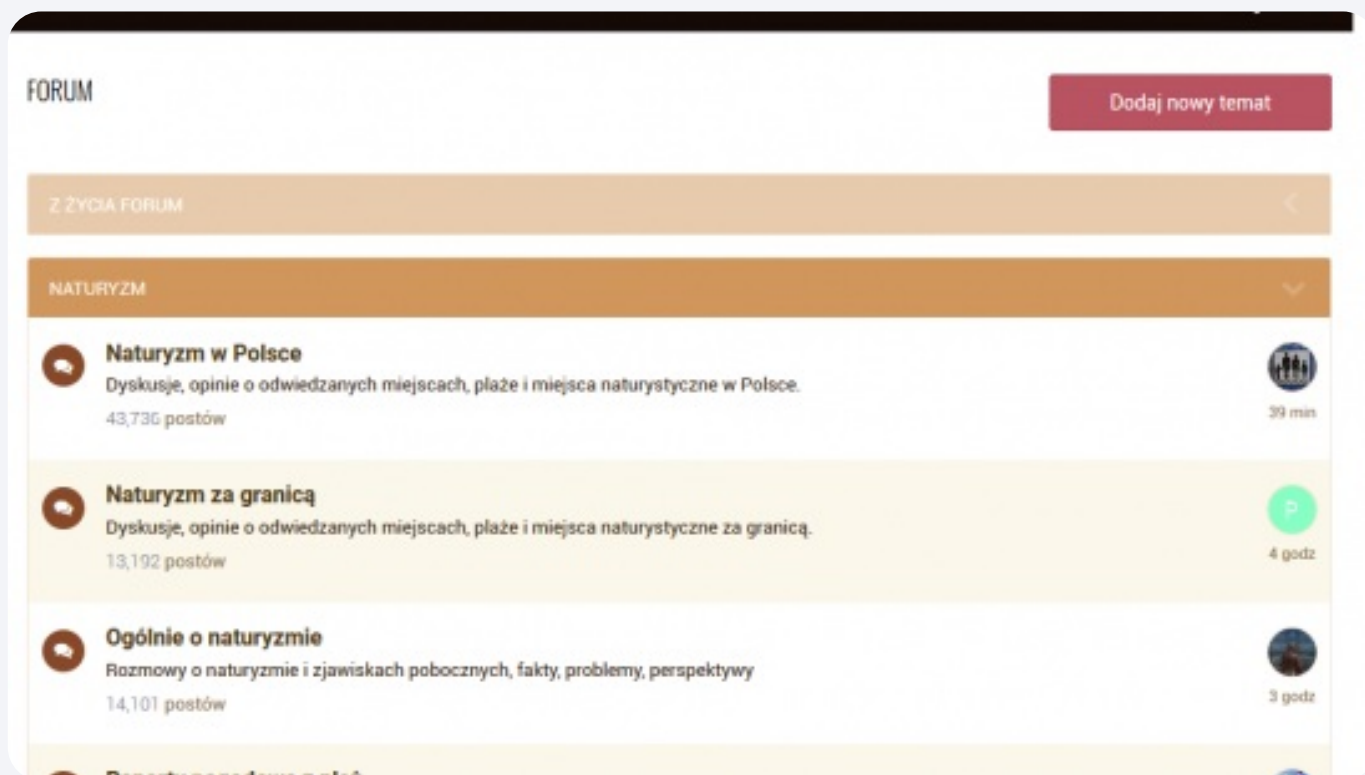 FORUM
Dodaj nowy temat
Z ŻYCIA FORUM
NATURYZM
Naturyzm w Polsce
Dyskusje, opinie o odwiedzanych miejscach, plaże i miejsca naturystyczne w Polsce.
43,736 postów
39 min
Naturyzm za granicą
Dyskusje, opinie o odwiedzanych miejscach, plaże i miejsca naturystyczne za granicą.
13,192 postów
P
4 godz
Ogólnie o naturyzmie
Rozmowy o naturyzmie i zjawiskach pobocznych, fakty, problemy, perspektywy
14,101 postów
3 godz